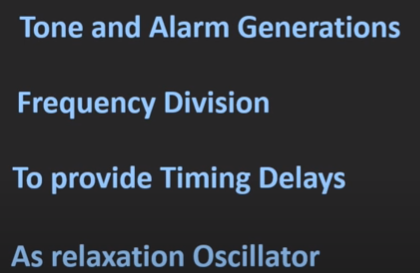 Tone and Alarm Generations
Frequency Division
To provide Timing Delays
As relaxation Oscillator